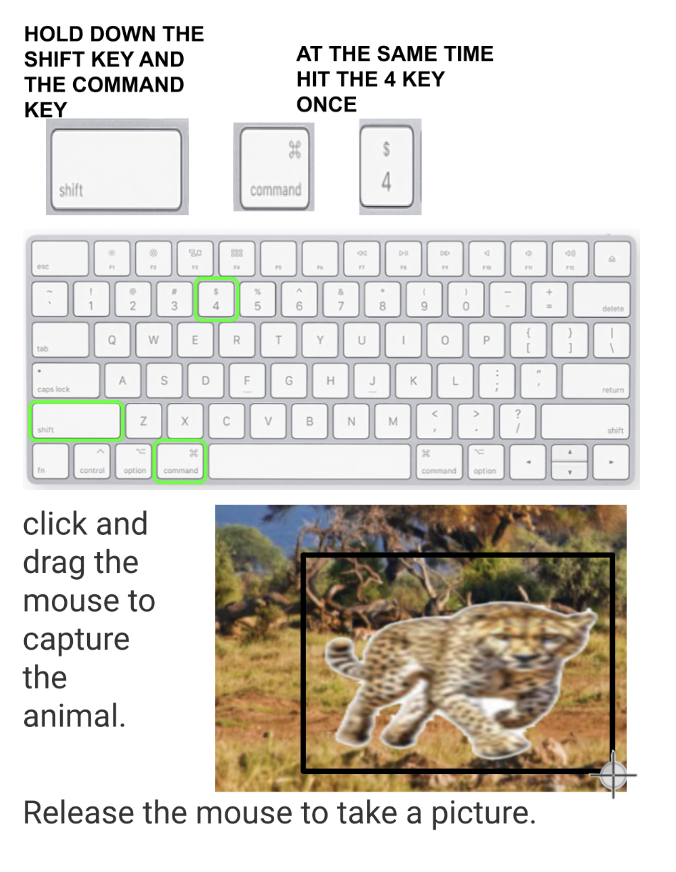 HOLD DOWN THE
SHIFT KEY AND
THE COMMAND
KEY
AT THE SAME TIME
HIT THE 4 KEY
ONCE
shift
⌘
command
$
4
esc F1 F2 F3 F4 F5 F6 F7 F8 F9 F10 F11 F12
~ ! @ # $ % ^ & * ( ) - +
` 1 2 3 4 5 6 7 8 9 0 - = delete
tab Q W E R T Y U I O P { } |
[ ] \
caps lock A S D F G H J K L : " return
; '
shift Z X C V B N M < > ? shift
, . /
fn control option command command option
^ ⌥ ⌘ ⌘ ⌥
click and
drag the
mouse to
capture
the
animal.
Release the mouse to take a picture.